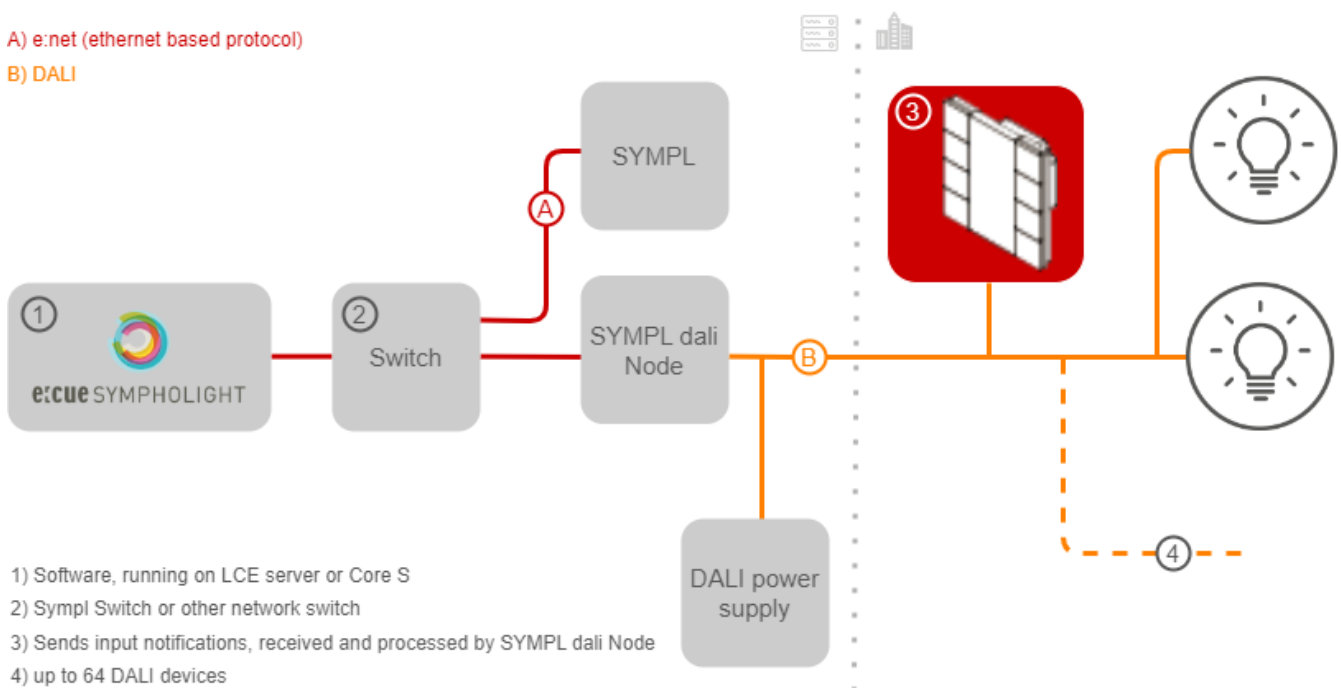 A) e:net (ethernet based protocol)
B) DALI
3
SYMPL
A
1
2
e:cue SYMPHOLIGHT
Switch
SYMPL dali
Node
B
4
DALI power
supply
1) Software, running on LCE server or Core S
2) Sympl Switch or other network switch
3) Sends input notifications, received and processed by SYMPL dali Node
4) up to 64 DALI devices